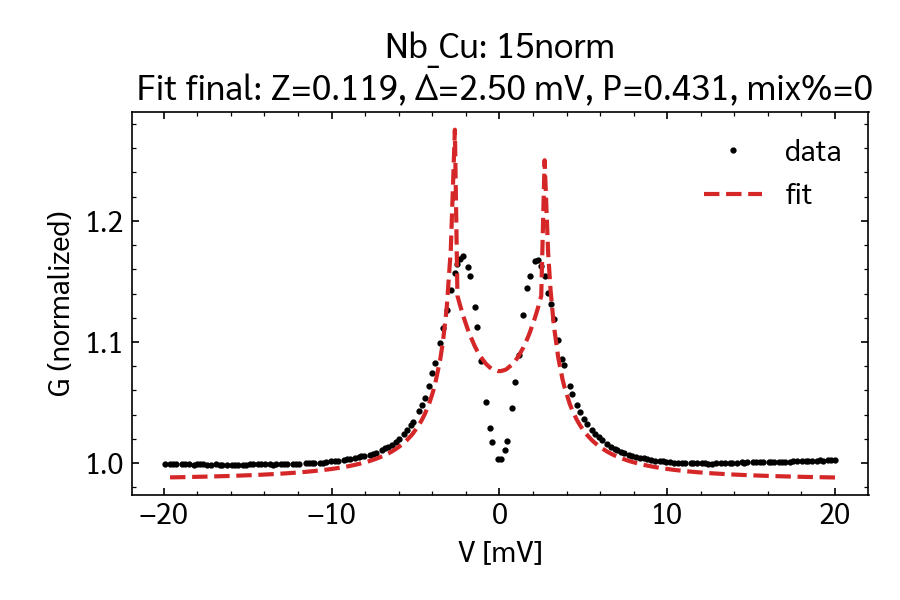 Nb_Cu: 15norm
Fit final: Z=0.119, Δ=2.50 mV, P=0.431, mix%=0
data
fit
G (normalized)
1.2
1.1
1.0
−20
−10
0
10
20
V [mV]